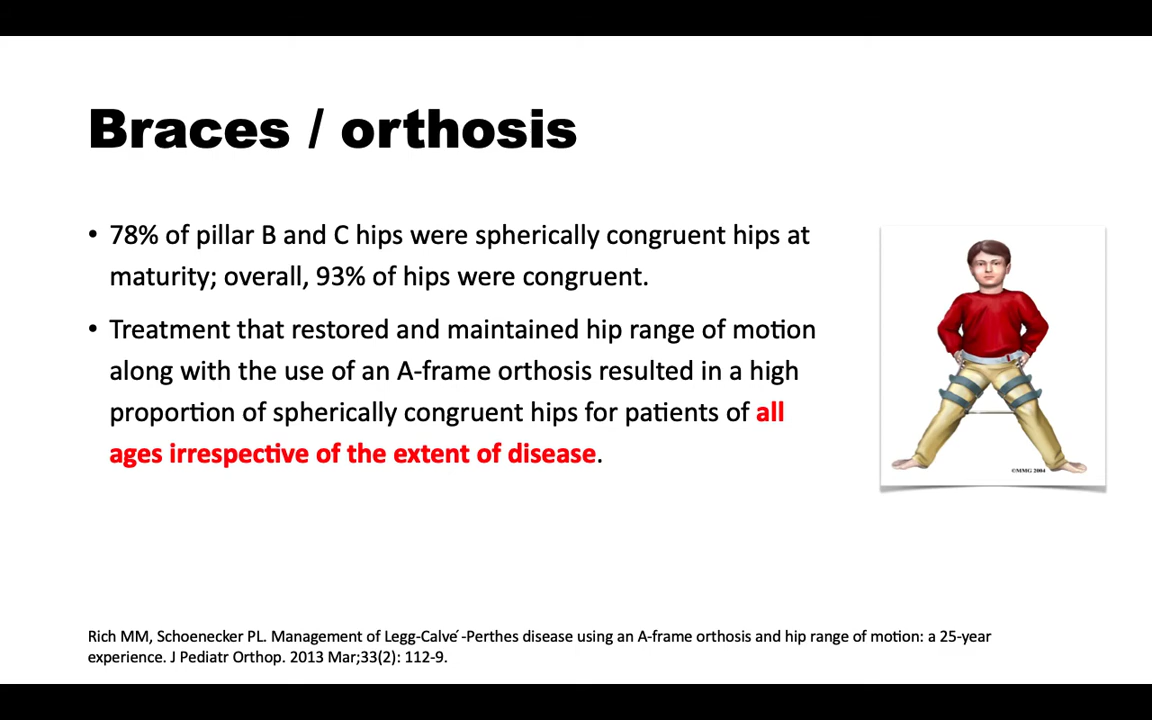 Braces / orthosis
• 78% of pillar B and C hips were spherically congruent hips at
maturity; overall, 93% of hips were congruent.
• Treatment that restored and maintained hip range of motion
along with the use of an A-frame orthosis resulted in a high
proportion of spherically congruent hips for patients of all
ages irrespective of the extent of disease.
©MMG 2004
Rich MM, Schoenecker PL. Management of Legg-Calve ́-Perthes disease using an A-frame orthosis and hip range of motion: a 25-year
experience. J Pediatr Orthop. 2013 Mar;33(2): 112-9.